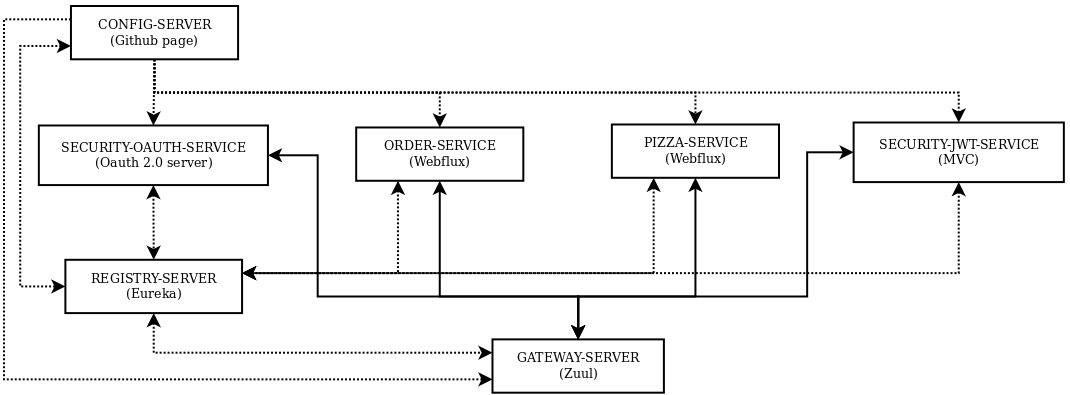 CONFIG-SERVER
(Github page)
SECURITY-OAUTH-SERVICE
(Oauth 2.0 server)
ORDER-SERVICE
(Webflux)
PIZZA-SERVICE
(Webflux)
SECURITY-JWT-SERVICE
(MVC)
REGISTRY-SERVER
(Eureka)
GATEWAY-SERVER
(Zuul)